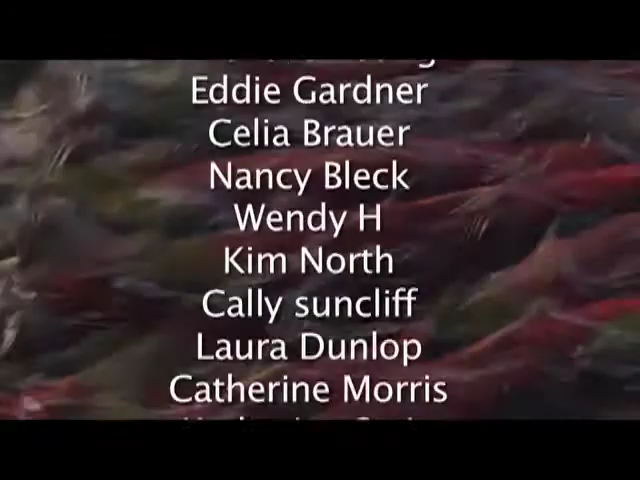 Eddie Gardner
Celia Brauer
Nancy Bleck
Wendy H
Kim North
Cally suncliff
Laura Dunlop
Catherine Morris